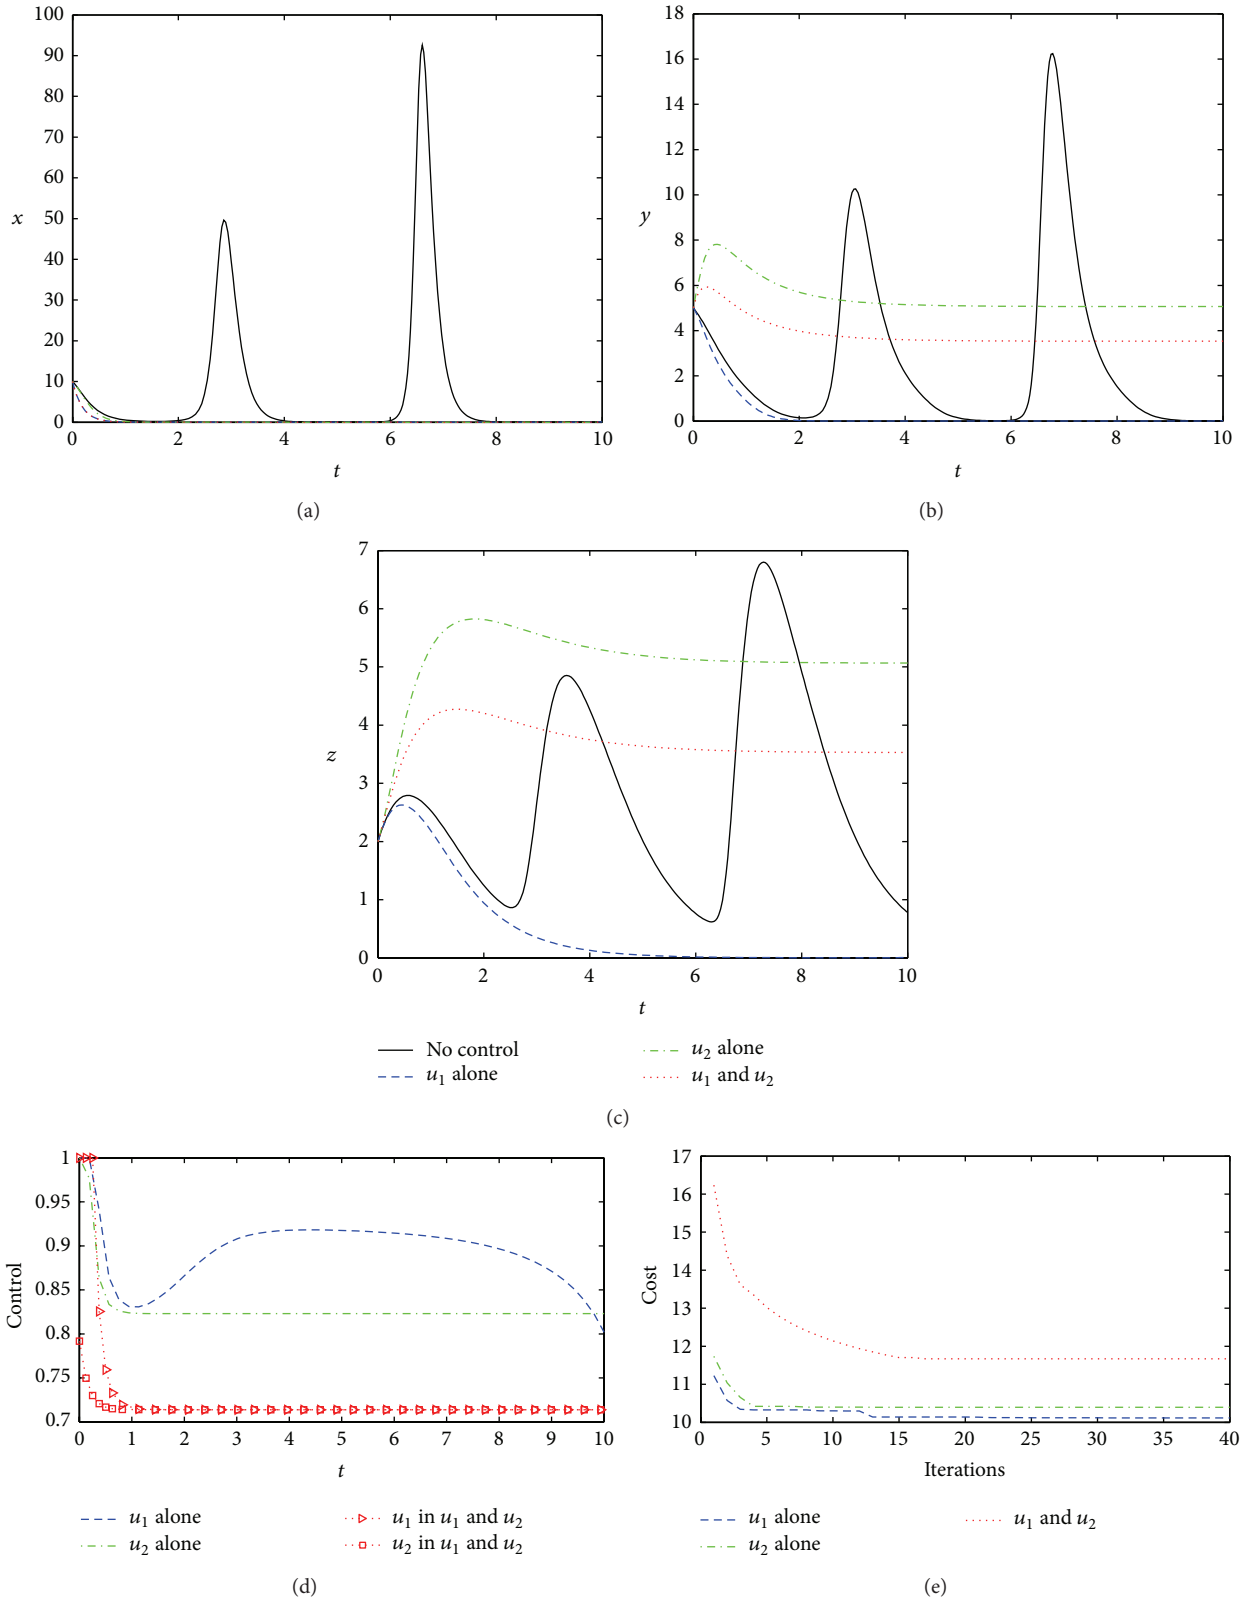 100
90
80
70
60
50
40
30
20
10
0
x
0 2 4 6 8 10
t
(a)
18
16
14
12
10
8
6
4
2
0
y
0 2 4 6 8 10
t
(b)
7
6
5
4
3
2
1
0
z
0 2 4 6 8 10
t
No control
u1 alone
u2 alone
u1 and u2
(c)
1
0.95
0.9
0.85
0.8
0.75
0.7
Control
0 1 2 3 4 5 6 7 8 9 10
t
u1 alone
u2 alone
u1 in u1 and u2
u2 in u1 and u2
(d)
17
16
15
14
13
12
11
10
Cost
0 5 10 15 20 25 30 35 40
Iterations
u1 alone
u2 alone
u1 and u2
(e)